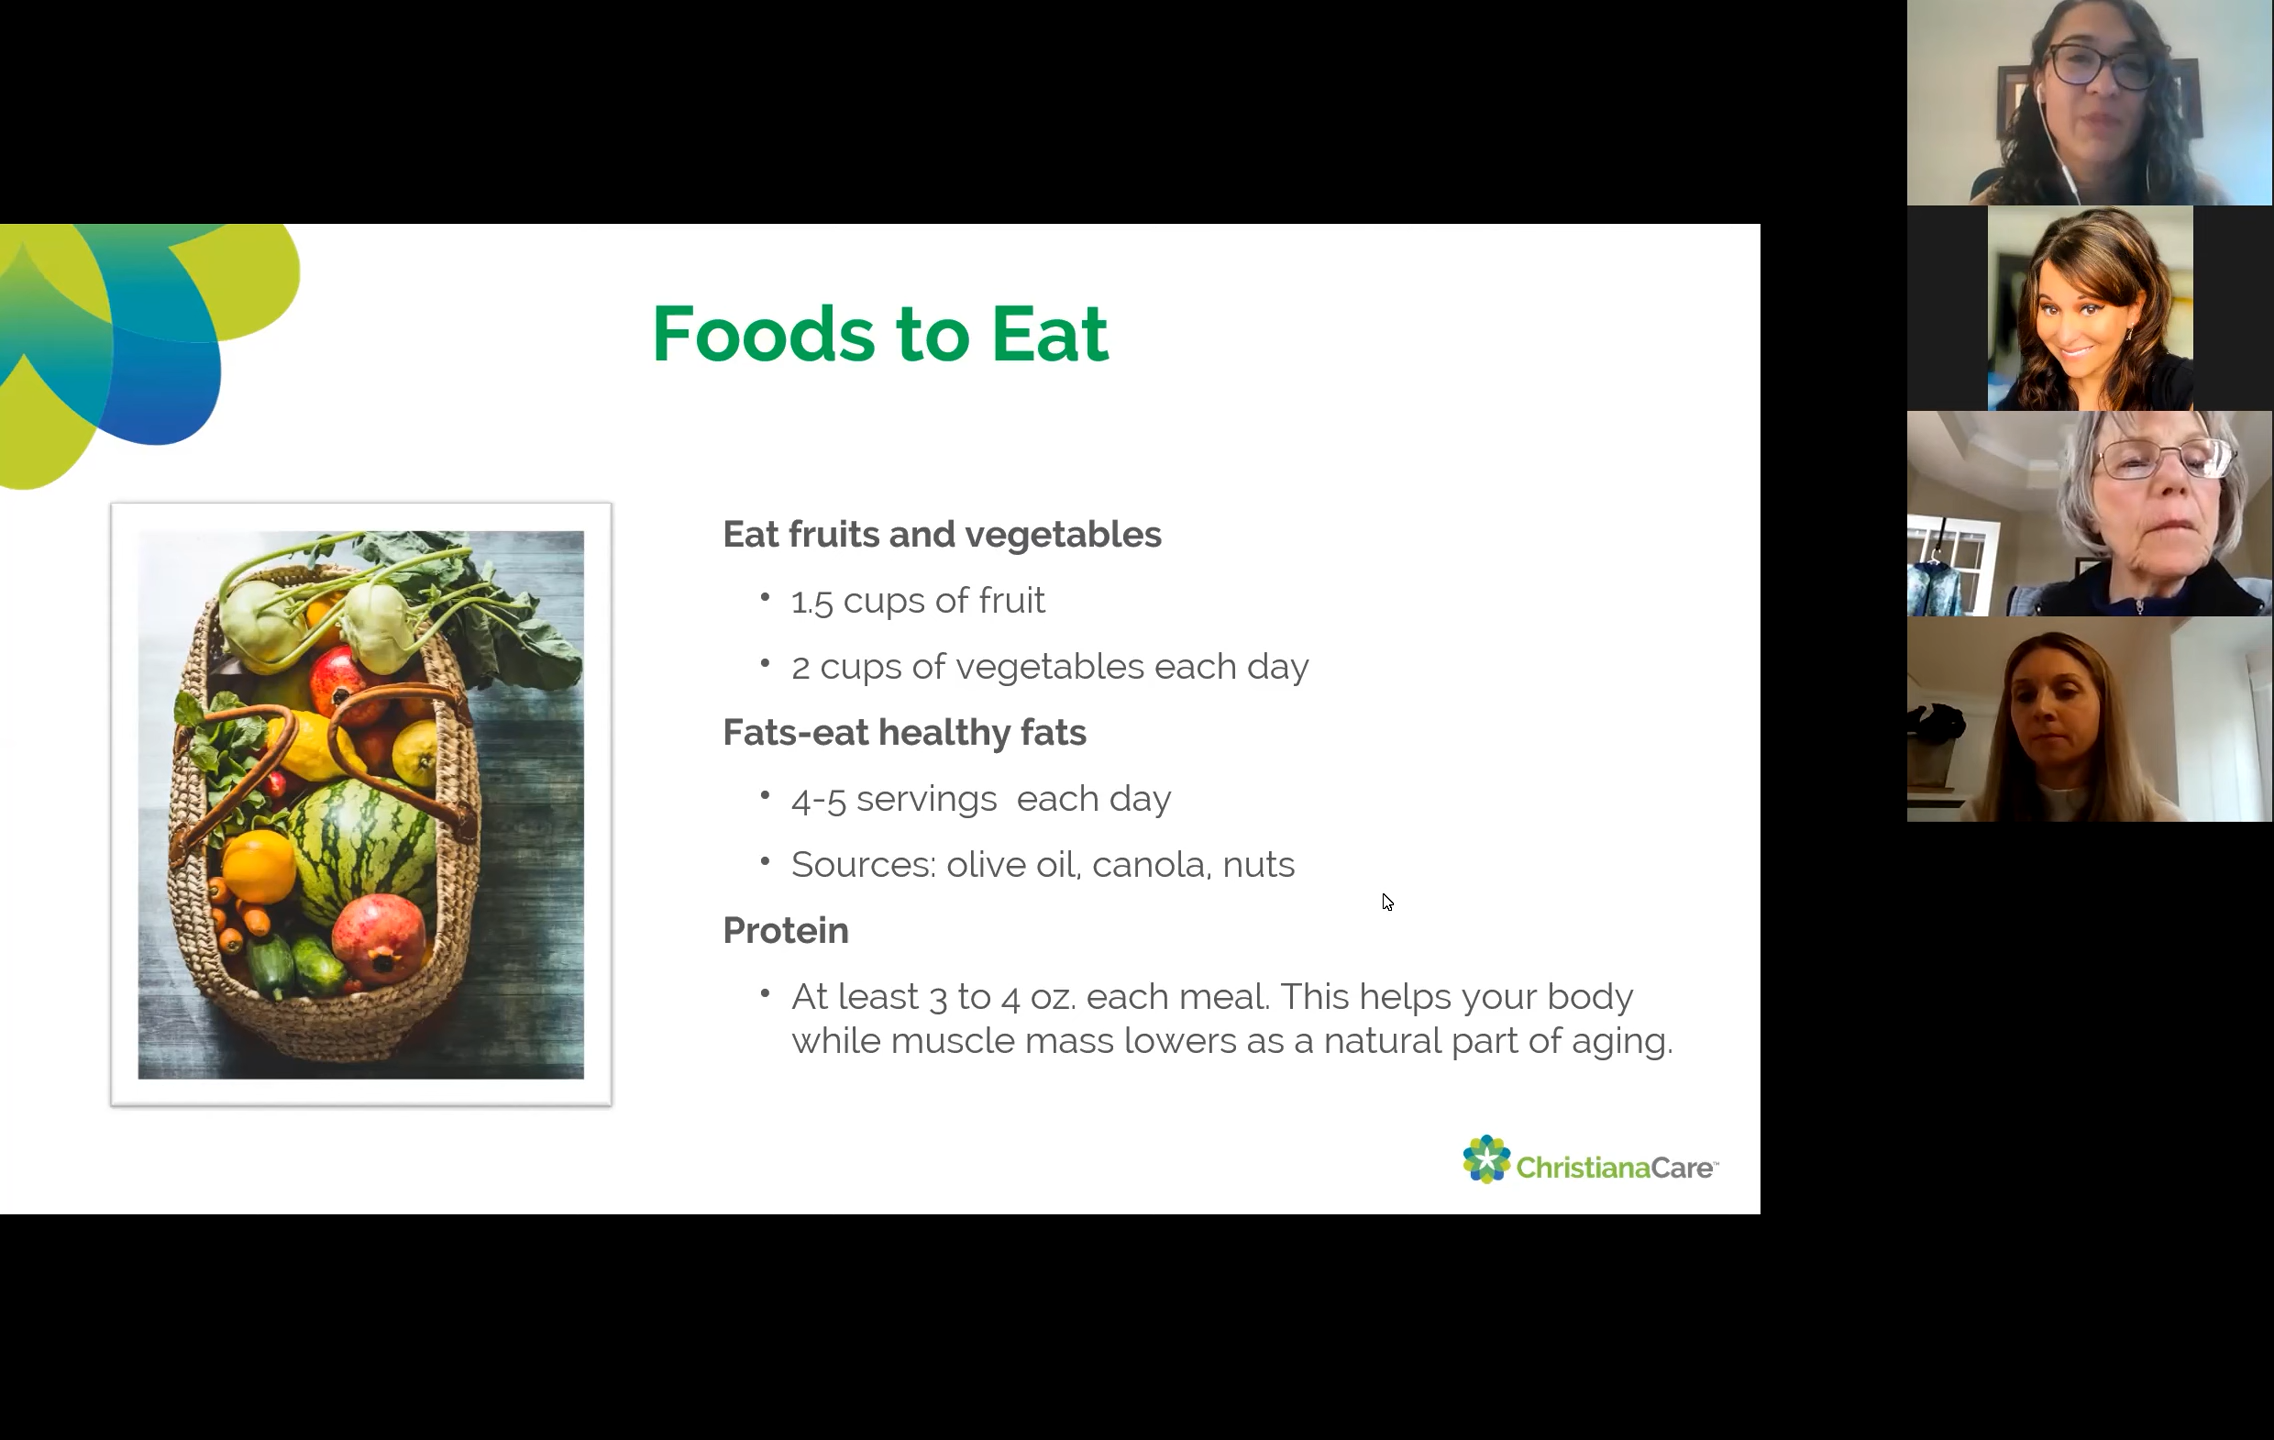 Foods to Eat
Eat fruits and vegetables
• 1.5 cups of fruit
• 2 cups of vegetables each day
Fats-eat healthy fats
• 4-5 servings  each day
• Sources: olive oil, canola, nuts
Protein
• At least 3 to 4 oz. each meal. This helps your body
while muscle mass lowers as a natural part of aging.
ChristianaCare™